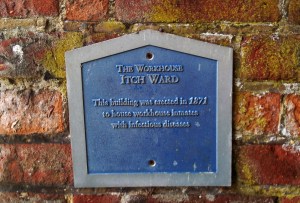 The Workhouse
Itch Ward
This building was erected in 1871
to house workhouse inmates
with infectious diseases